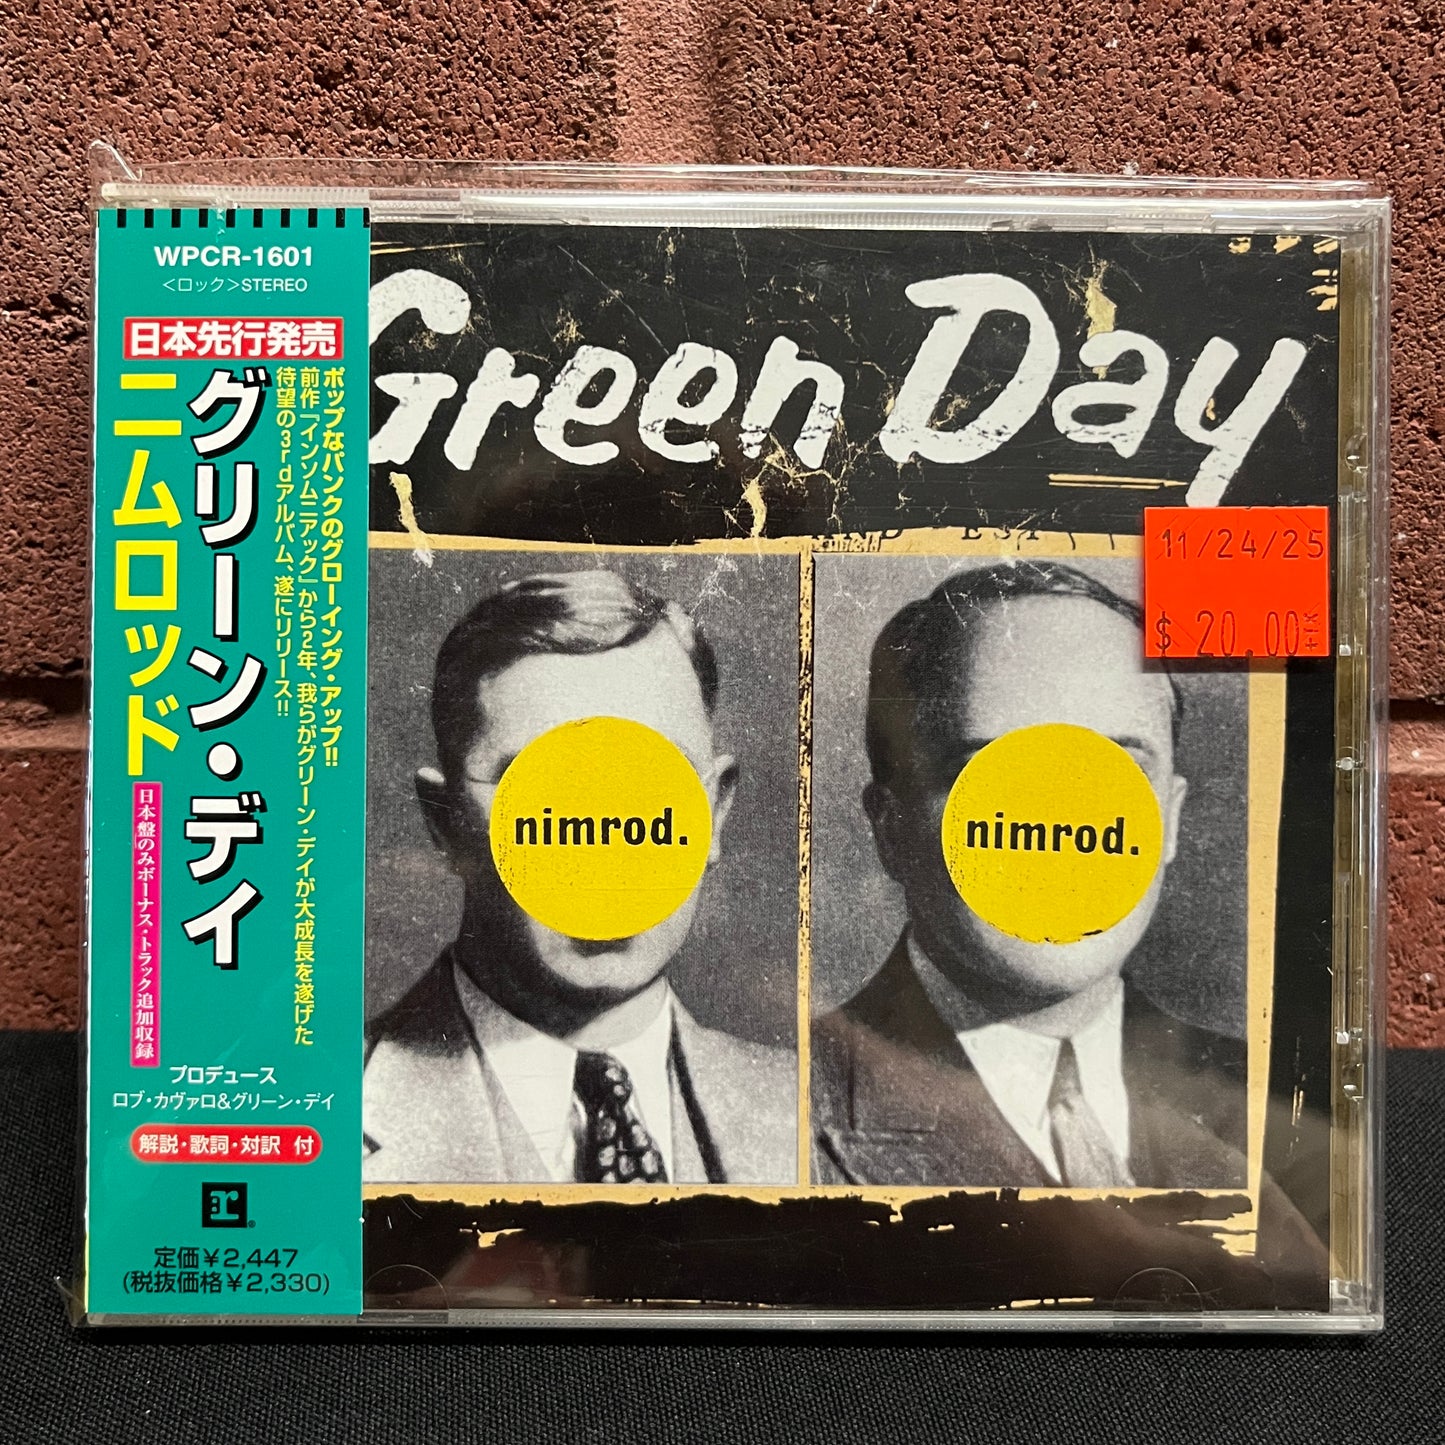 WPCR-1601
<ロック>STEREO
日本先行発売
ポップなパンクのグローイング・アップ!!
前作「インソムニアック」から2年、我らがグリーン・デイが大成長を遂げた
待望の3rdアルバム、遂にリリース!!
グリーン・デイ
ニムロッド
日本盤のみボーナス・トラック追加収録
プロデュース
ロブ・カヴァロ&グリーン・デイ
解説・歌詞・対訳 付
r®
定価¥2,447
(税抜価格¥2,330)
Green Day
11/24/25
$ 20.00
nimrod.
nimrod.